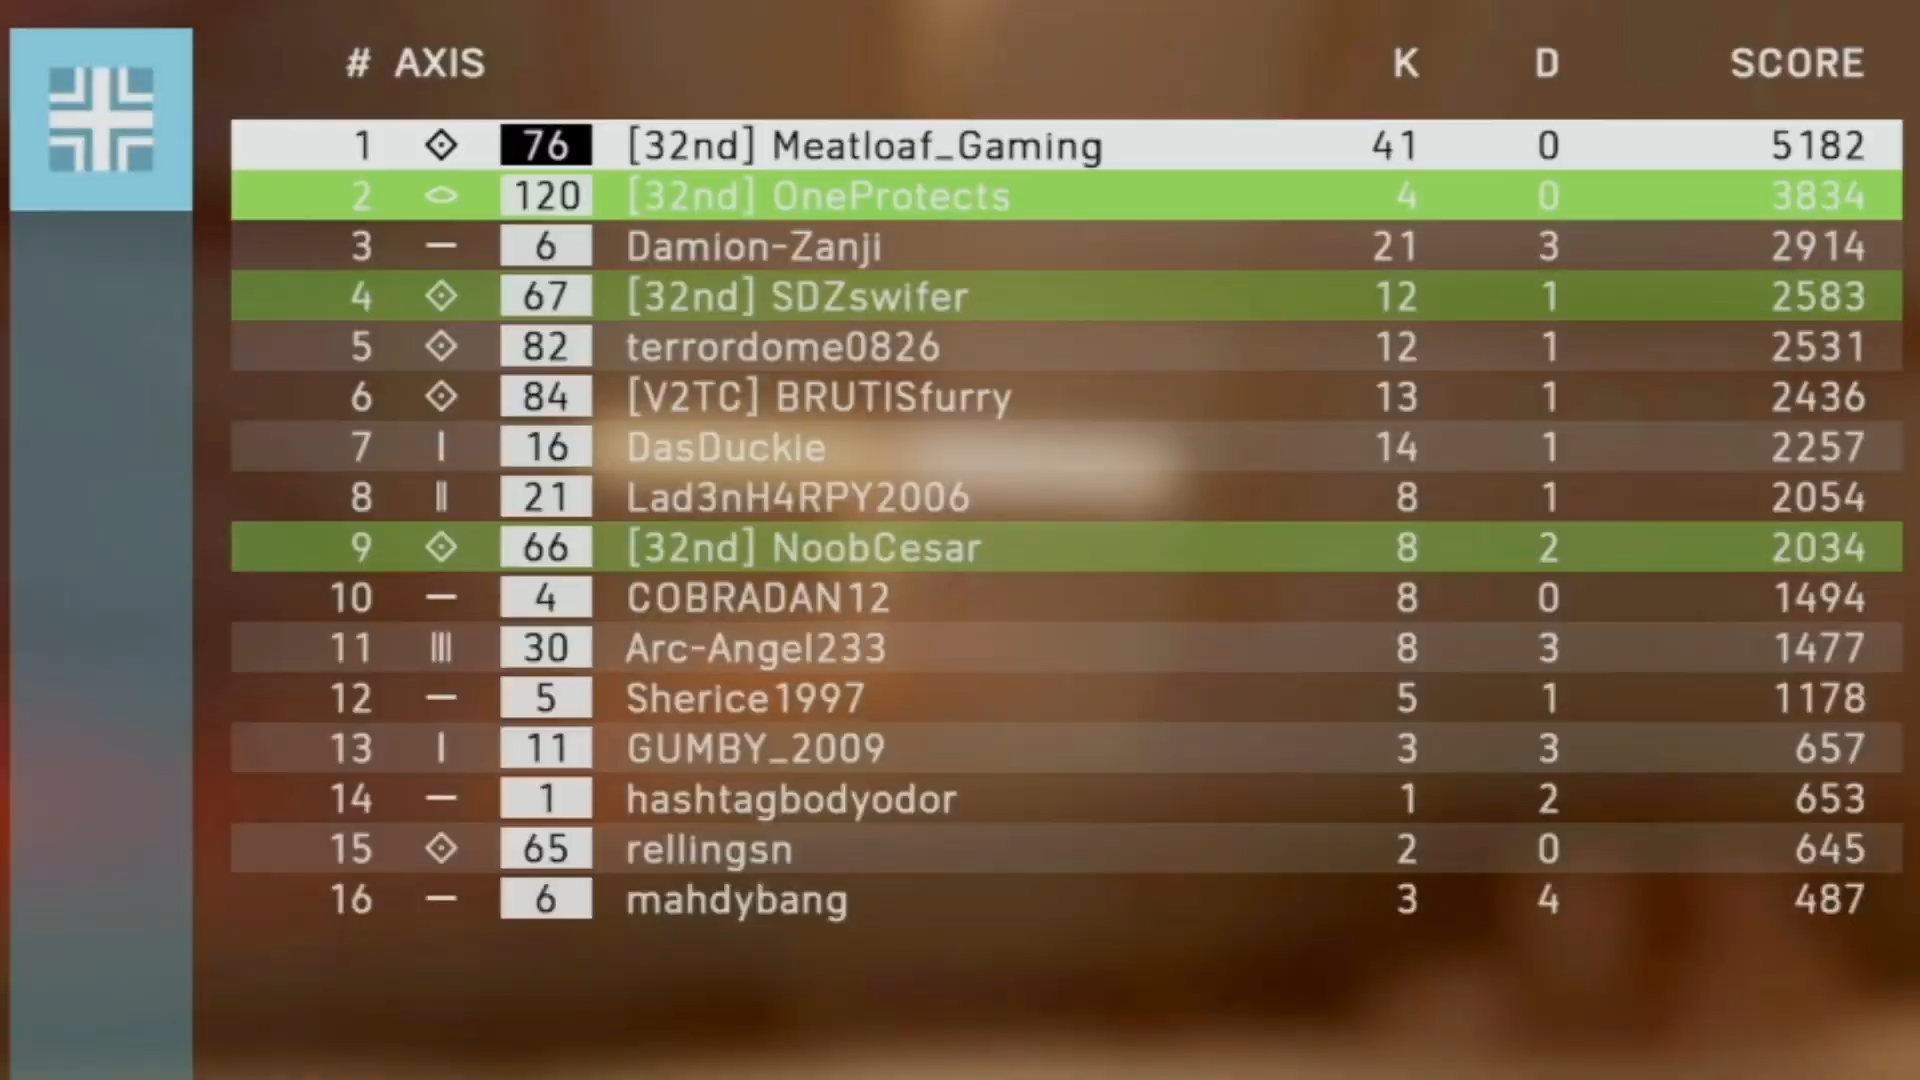 # AXIS K D SCORE
1 76 [32nd] Meatloaf_Gaming 41 0 5182
2 120 [32nd] OneProtects 4 0 3834
3 6 Damion-Zanji 21 3 2914
4 67 [32nd] SDZswifer 12 1 2583
5 82 terrordome0826 12 1 2531
6 84 [V2TC] BRUTISfurry 13 1 2436
7 16 DasDuckie 14 1 2257
8 21 Lad3nH4RPY2006 8 1 2054
9 66 [32nd] NoobCesar 8 2 2034
10 4 COBRADAN12 8 0 1494
11 30 Arc-Angel233 8 3 1477
12 5 Sherice1997 5 1 1178
13 11 GUMBY_2009 3 3 657
14 1 hashtagbodyodor 1 2 653
15 65 rellingsn 2 0 645
16 6 mahdybang 3 4 487